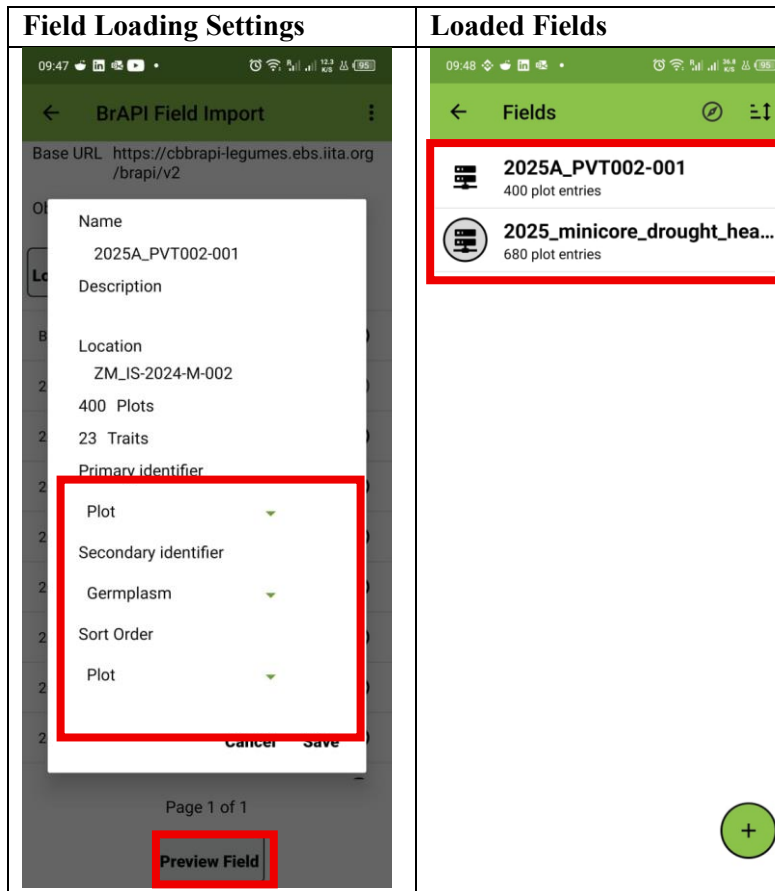 Field Loading Settings
Loaded Fields
09:47
95
BrAPI Field Import
Base URL https://cbbrapi-legumes.ebs.iita.org
/brapi/v2
Name
2025A_PVT002-001
Description
Location
ZM_IS-2024-M-002
400 Plots
23 Traits
Primary identifier
Plot
Secondary identifier
Germplasm
Sort Order
Plot
Cancel Save
Page 1 of 1
Preview Field
09:48
95
Fields
2025A_PVT002-001
400 plot entries
2025_minicore_drought_hea...
680 plot entries
+